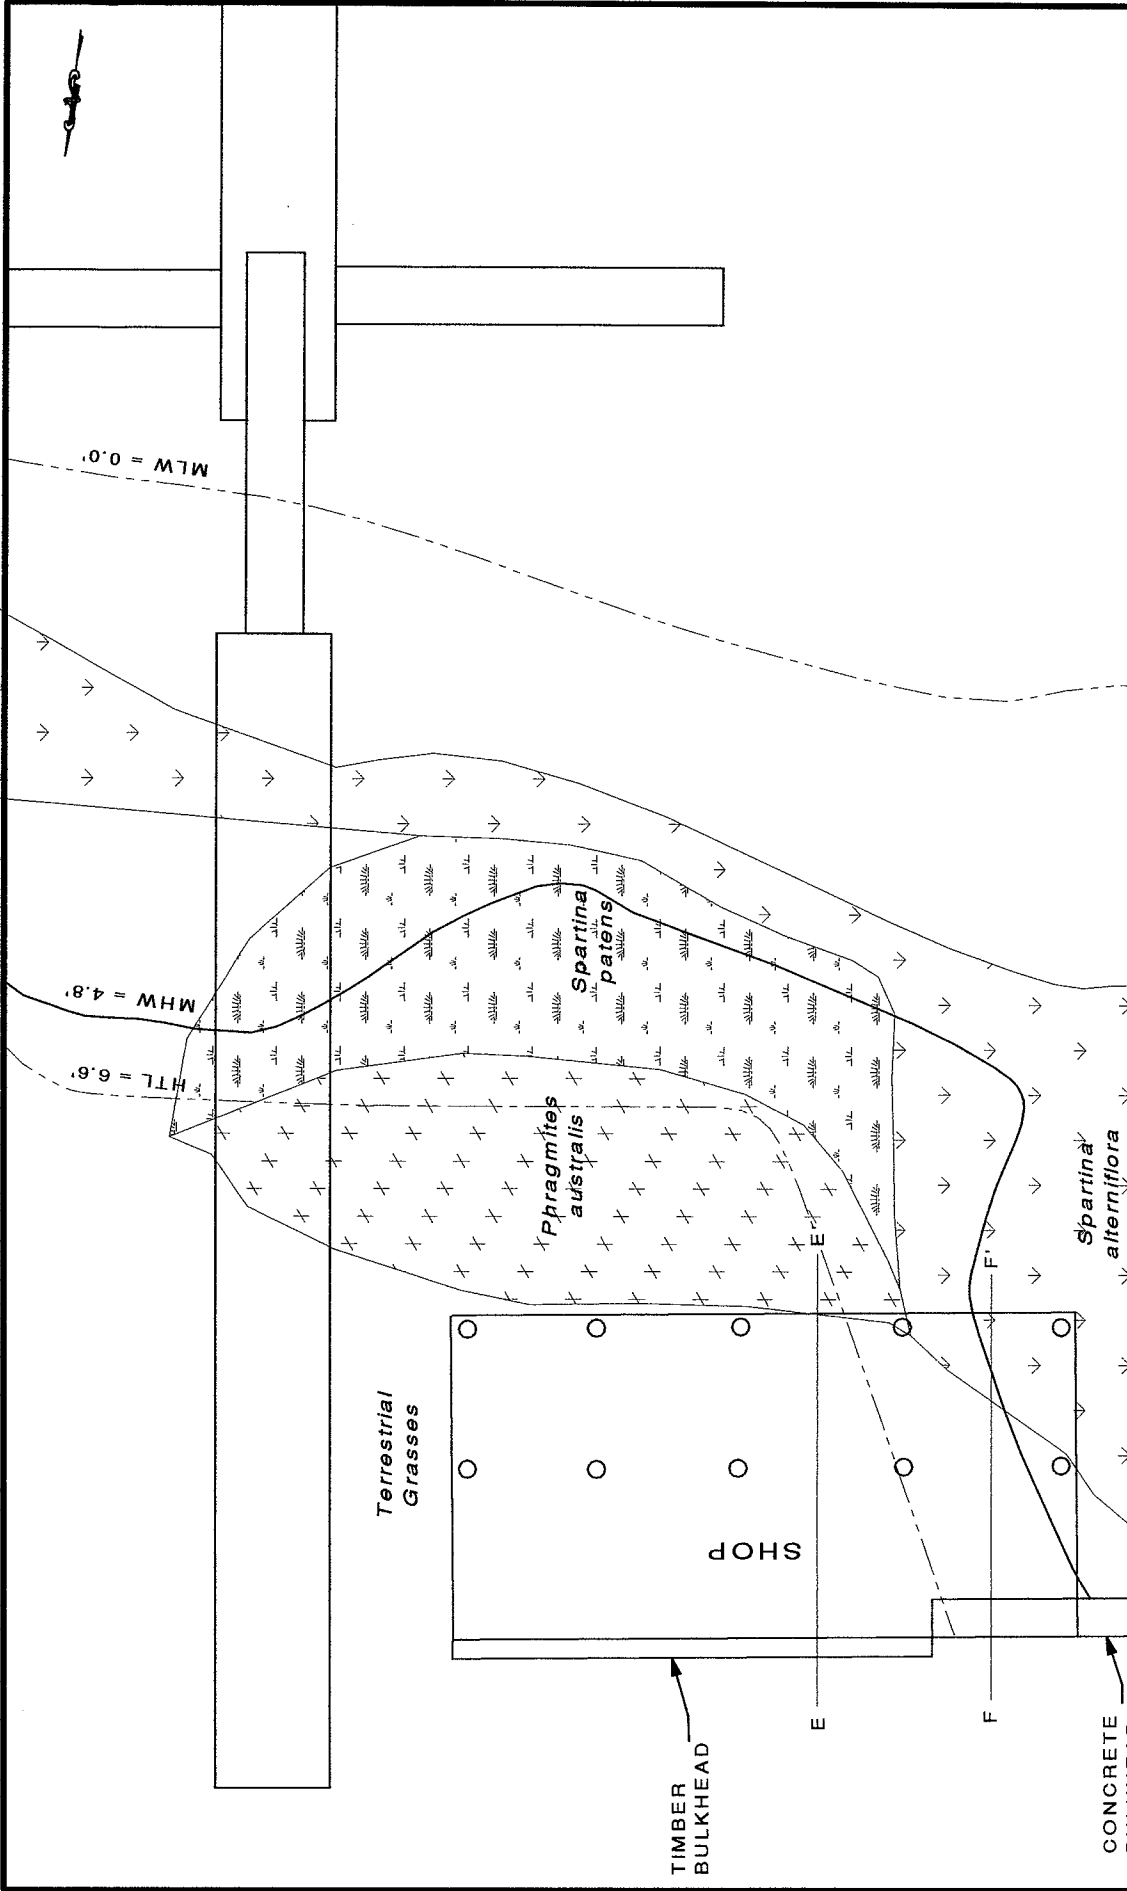 MLW = 0.0'
MHW = 4.8'
HTL = 6.6'
Spartina
patens
Phragmites
australis
Spartina
alterniflora
Terrestrial
Grasses
SHOP
E'
F'
E
F
TIMBER
BULKHEAD
CONCRETE